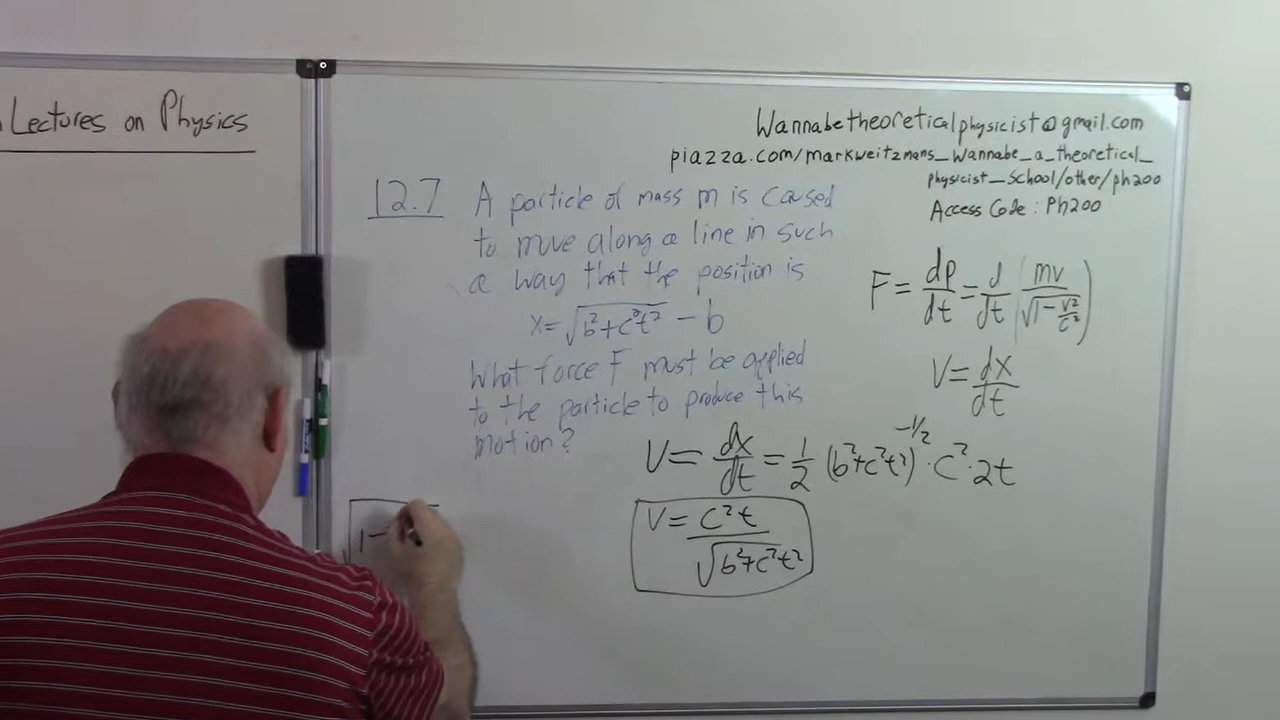 Lectures on Physics
Wannabetheoreticalphysicist@gmail.com
piazza.com/markweitzmans_wannabe_a_theoretical_
physicist_School/other/ph200
Access Code: Ph200
12.7 A particle of mass m is caused
to move along a line in such
a way that the position is
x=√(b²+c²t²) - b
What force F must be applied
to the particle to produce this
motion?
F = dp/dt = d/dt (mv/√(1-v²/c²))
V = dx/dt
V = dx/dt = 1/2 (b²+c²t²)^-1/2 · c² · 2t
V = c²t/√(b²+c²t²)
√1-